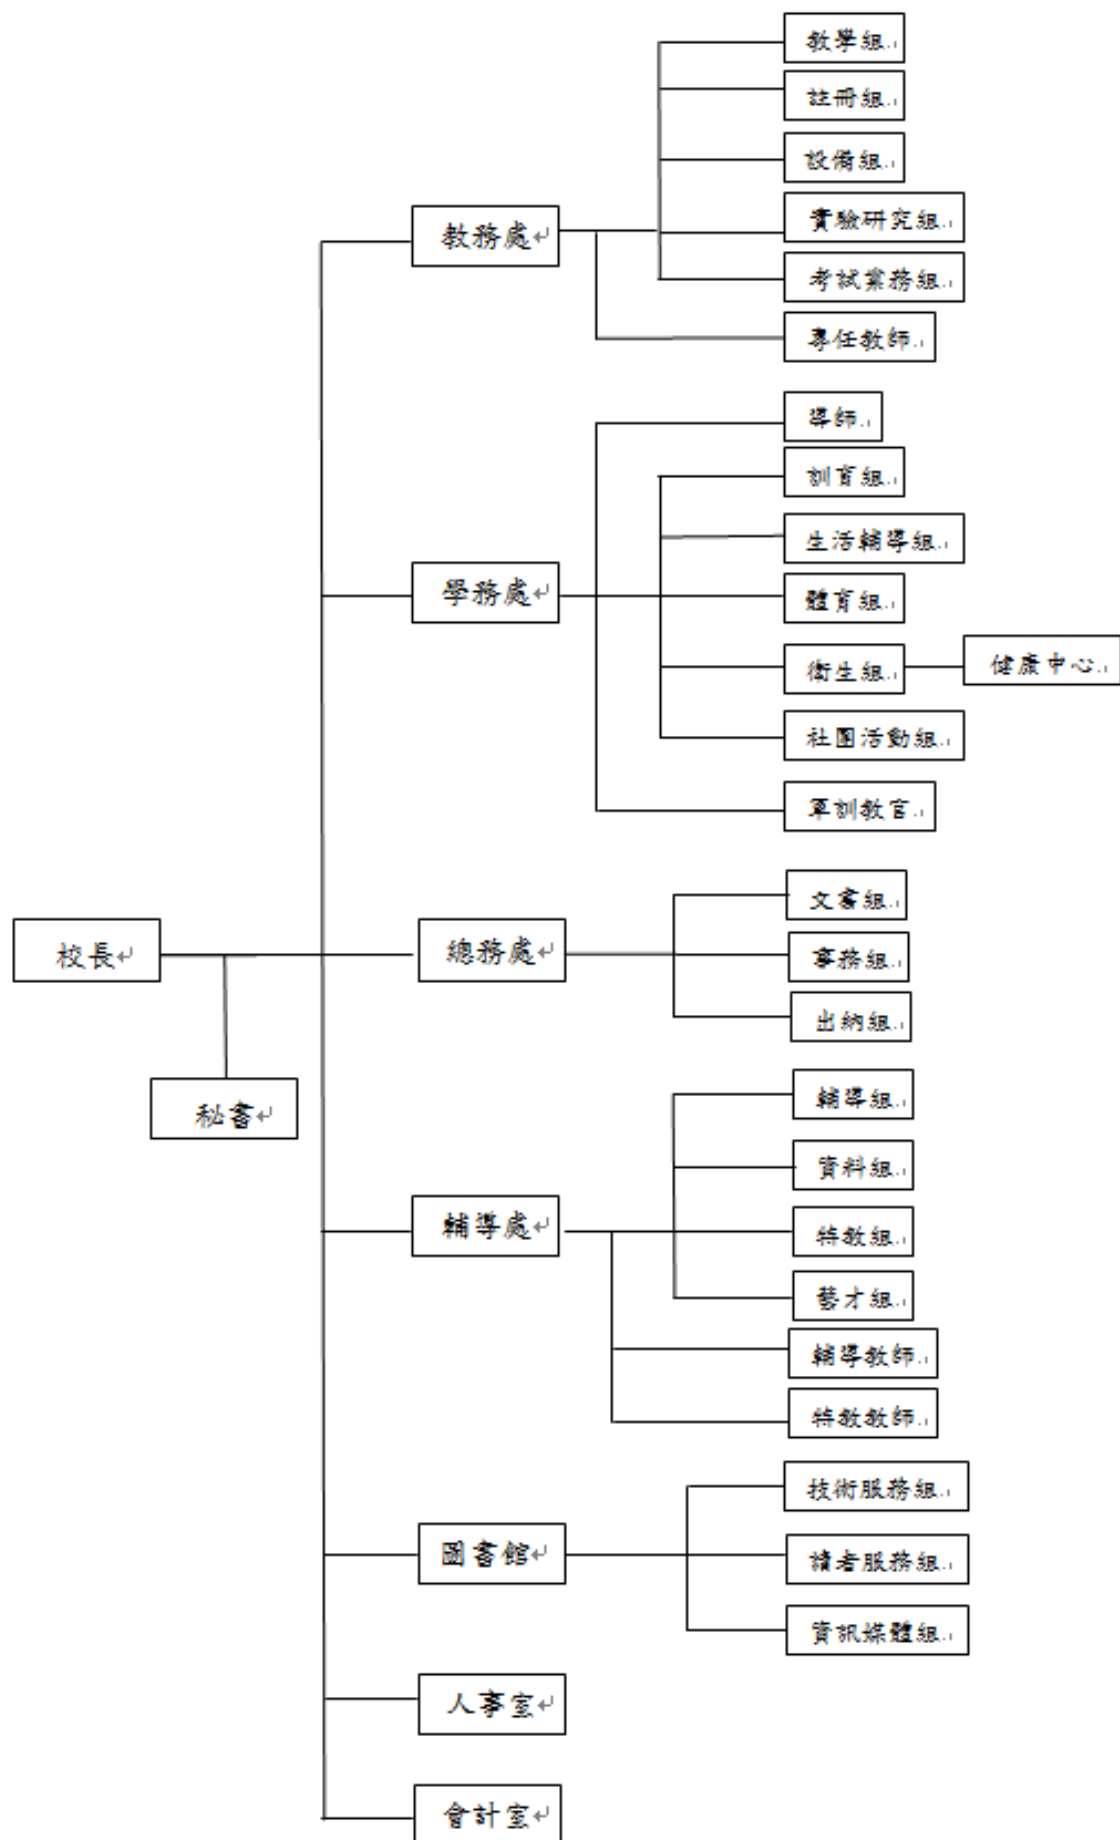 教學組
註冊組
設備組
實驗研究組
考試業務組
專任教師
教務處
導師
訓育組
生活輔導組
體育組
衛生組
健康中心
社團活動組
軍訓教官
學務處
校長
秘書
總務處
文書組
事務組
出納組
輔導處
輔導組
資料組
特教組
藝才組
輔導教師
特教教師
圖書館
技術服務組
讀者服務組
資訊媒體組
人事室
會計室